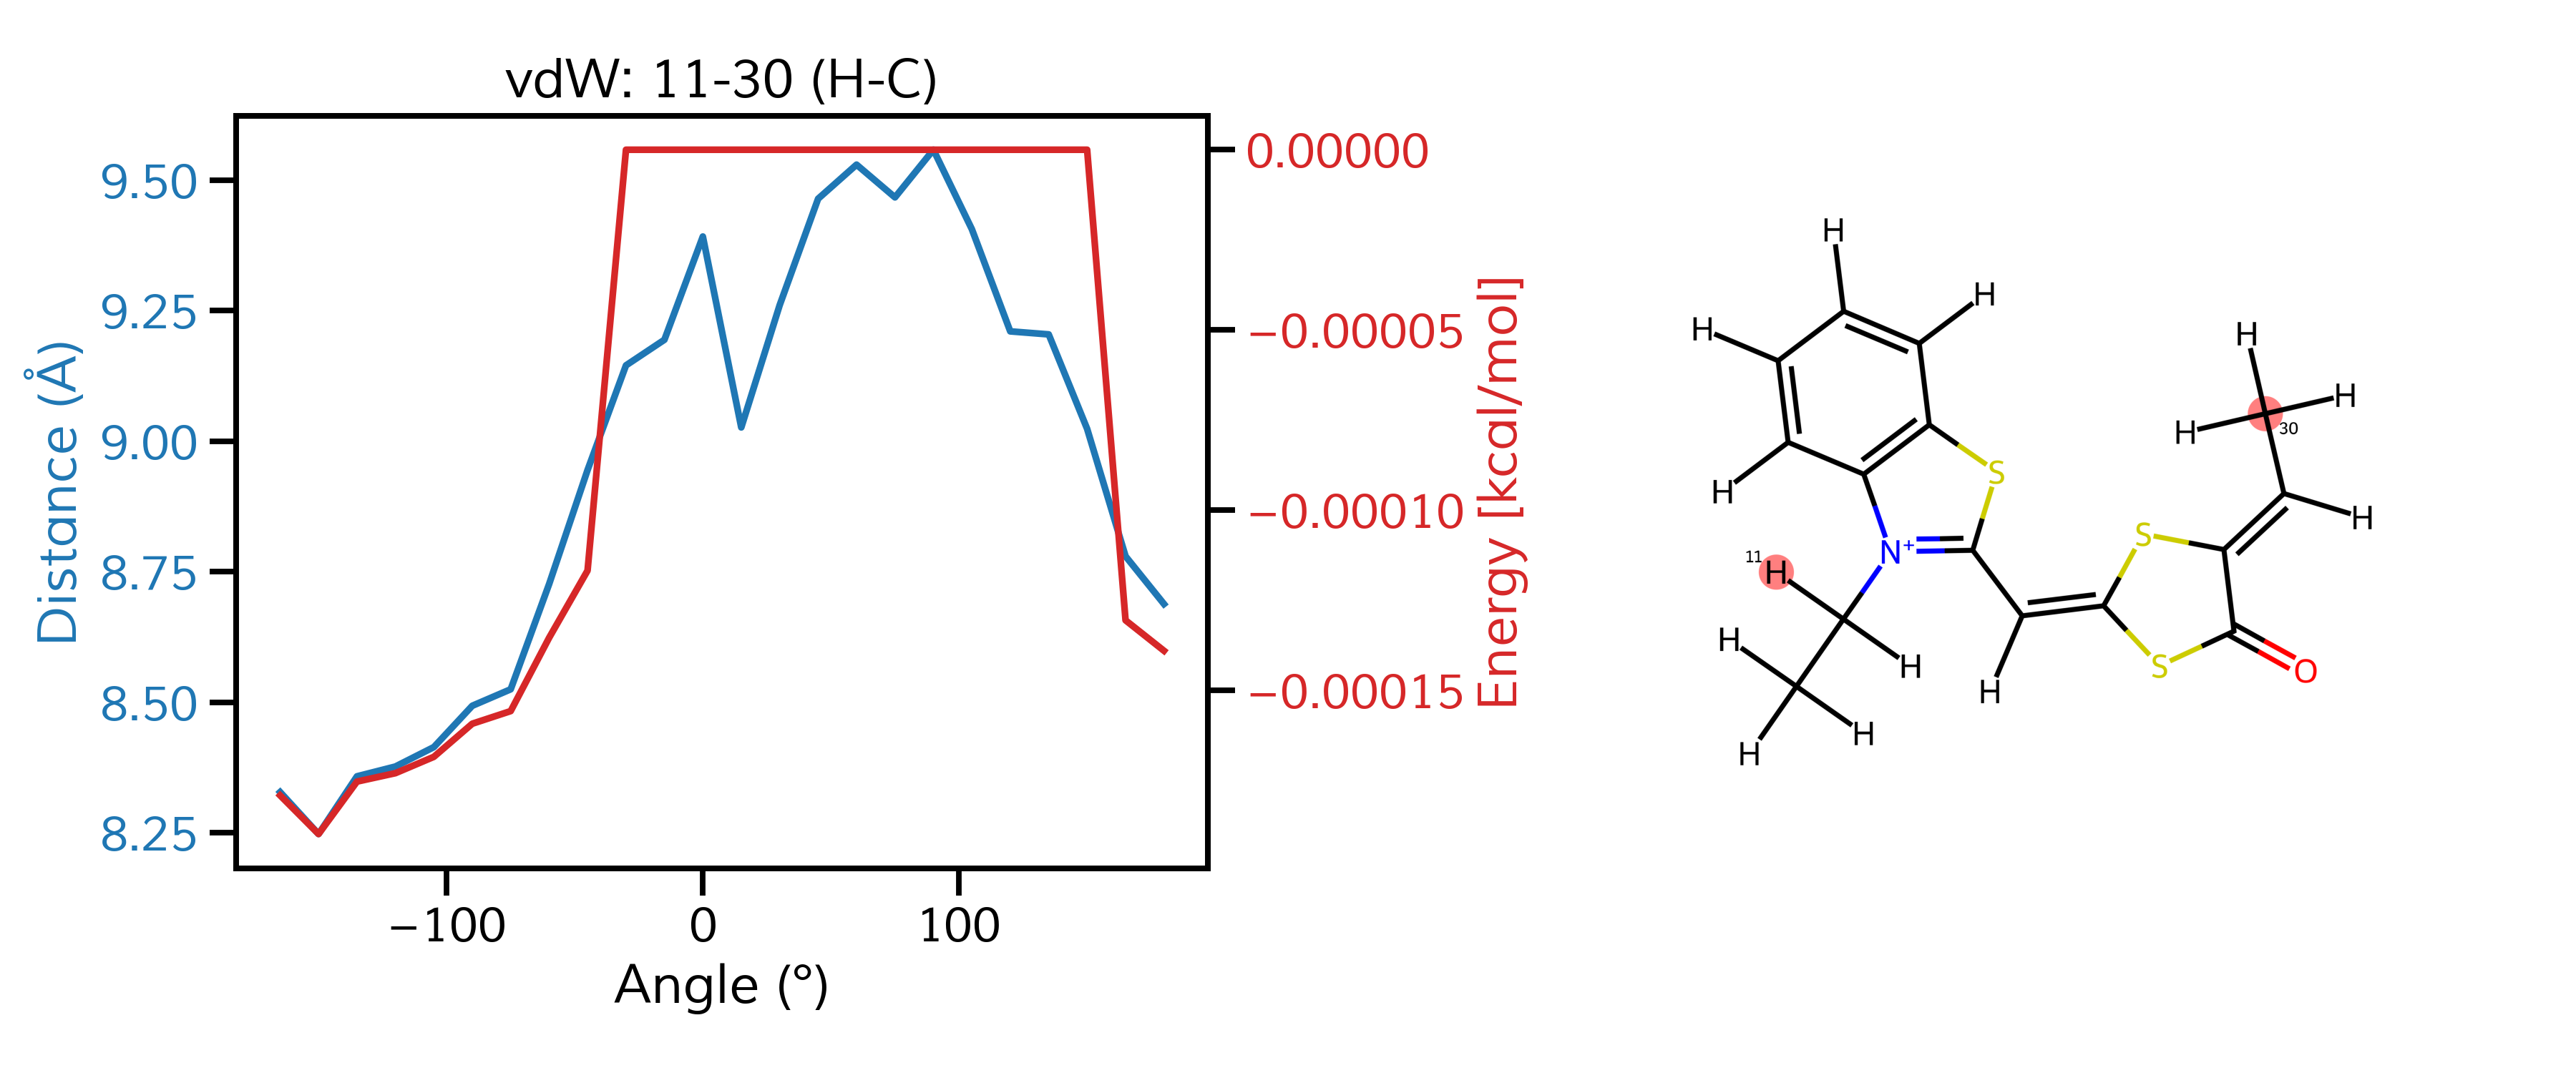 vdW: 11-30 (H-C)
9.50
9.25
9.00
8.75
8.50
8.25
Distance (Å)
−100
0
100
Angle (°)
0.00000
−0.00005
−0.00010
−0.00015
Energy [kcal/mol]
H
H
H
H
H
H
30
H
S
H
S
N+
11
H
H
H
S
O
H
H
H